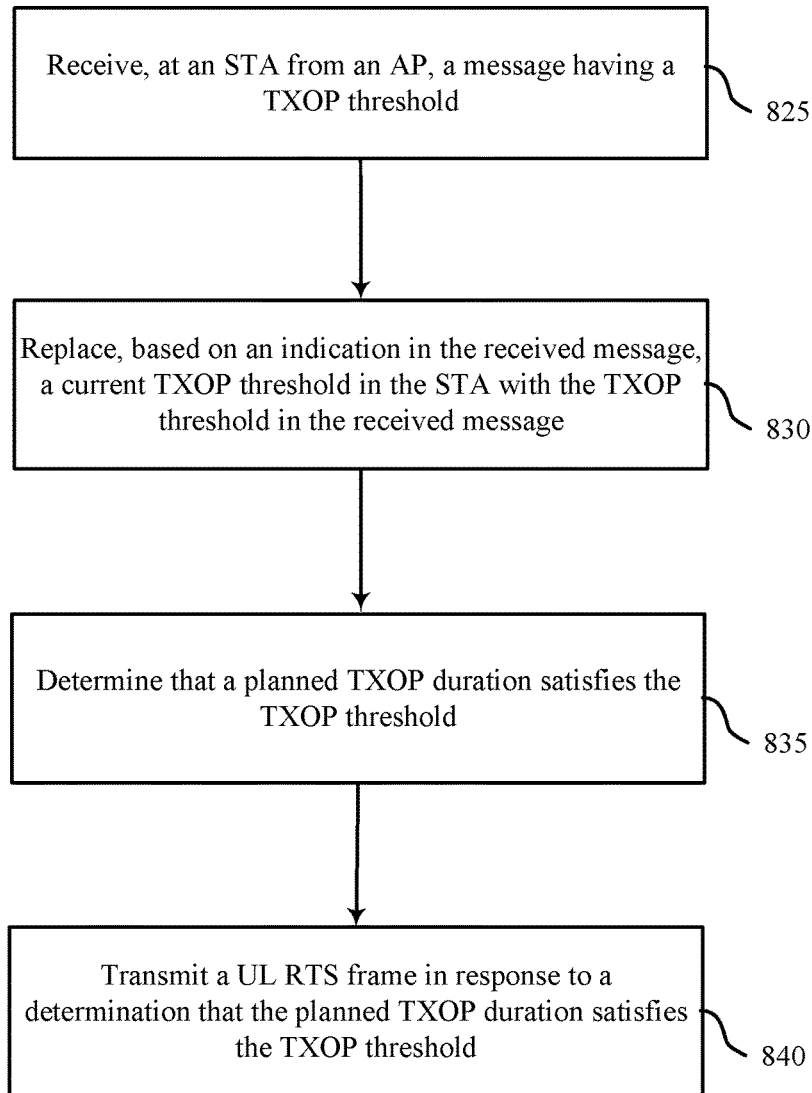 Receive, at an STA from an AP, a message having a
TXOP threshold
825
Replace, based on an indication in the received message,
a current TXOP threshold in the STA with the TXOP
threshold in the received message
830
Determine that a planned TXOP duration satisfies the
TXOP threshold
835
Transmit a UL RTS frame in response to a
determination that the planned TXOP duration satisfies
the TXOP threshold
840